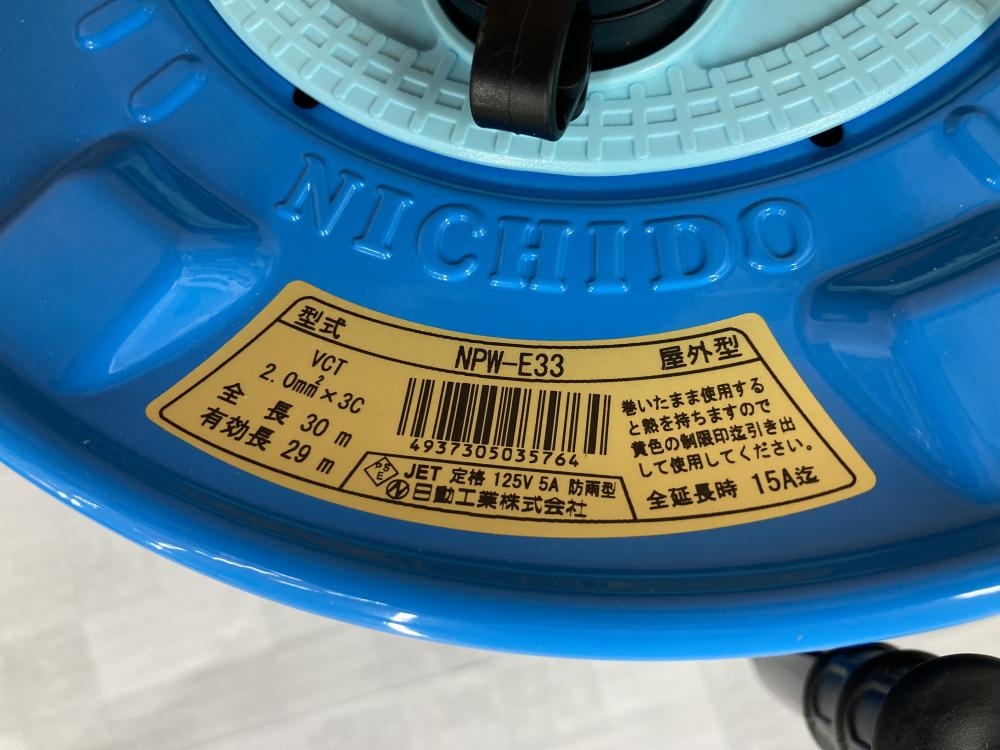 NICHIDO
型式 NPW-E33 屋外型
VCT
2.0mm²×3C
全長 30m
有効長 29m
4937305035764
巻いたまま使用する
と熱を持ちますので
黄色の制限印迄引き出
して使用してください。
JET 定格 125V 5A 防雨型
日動工業株式会社
全延長時 15A迄